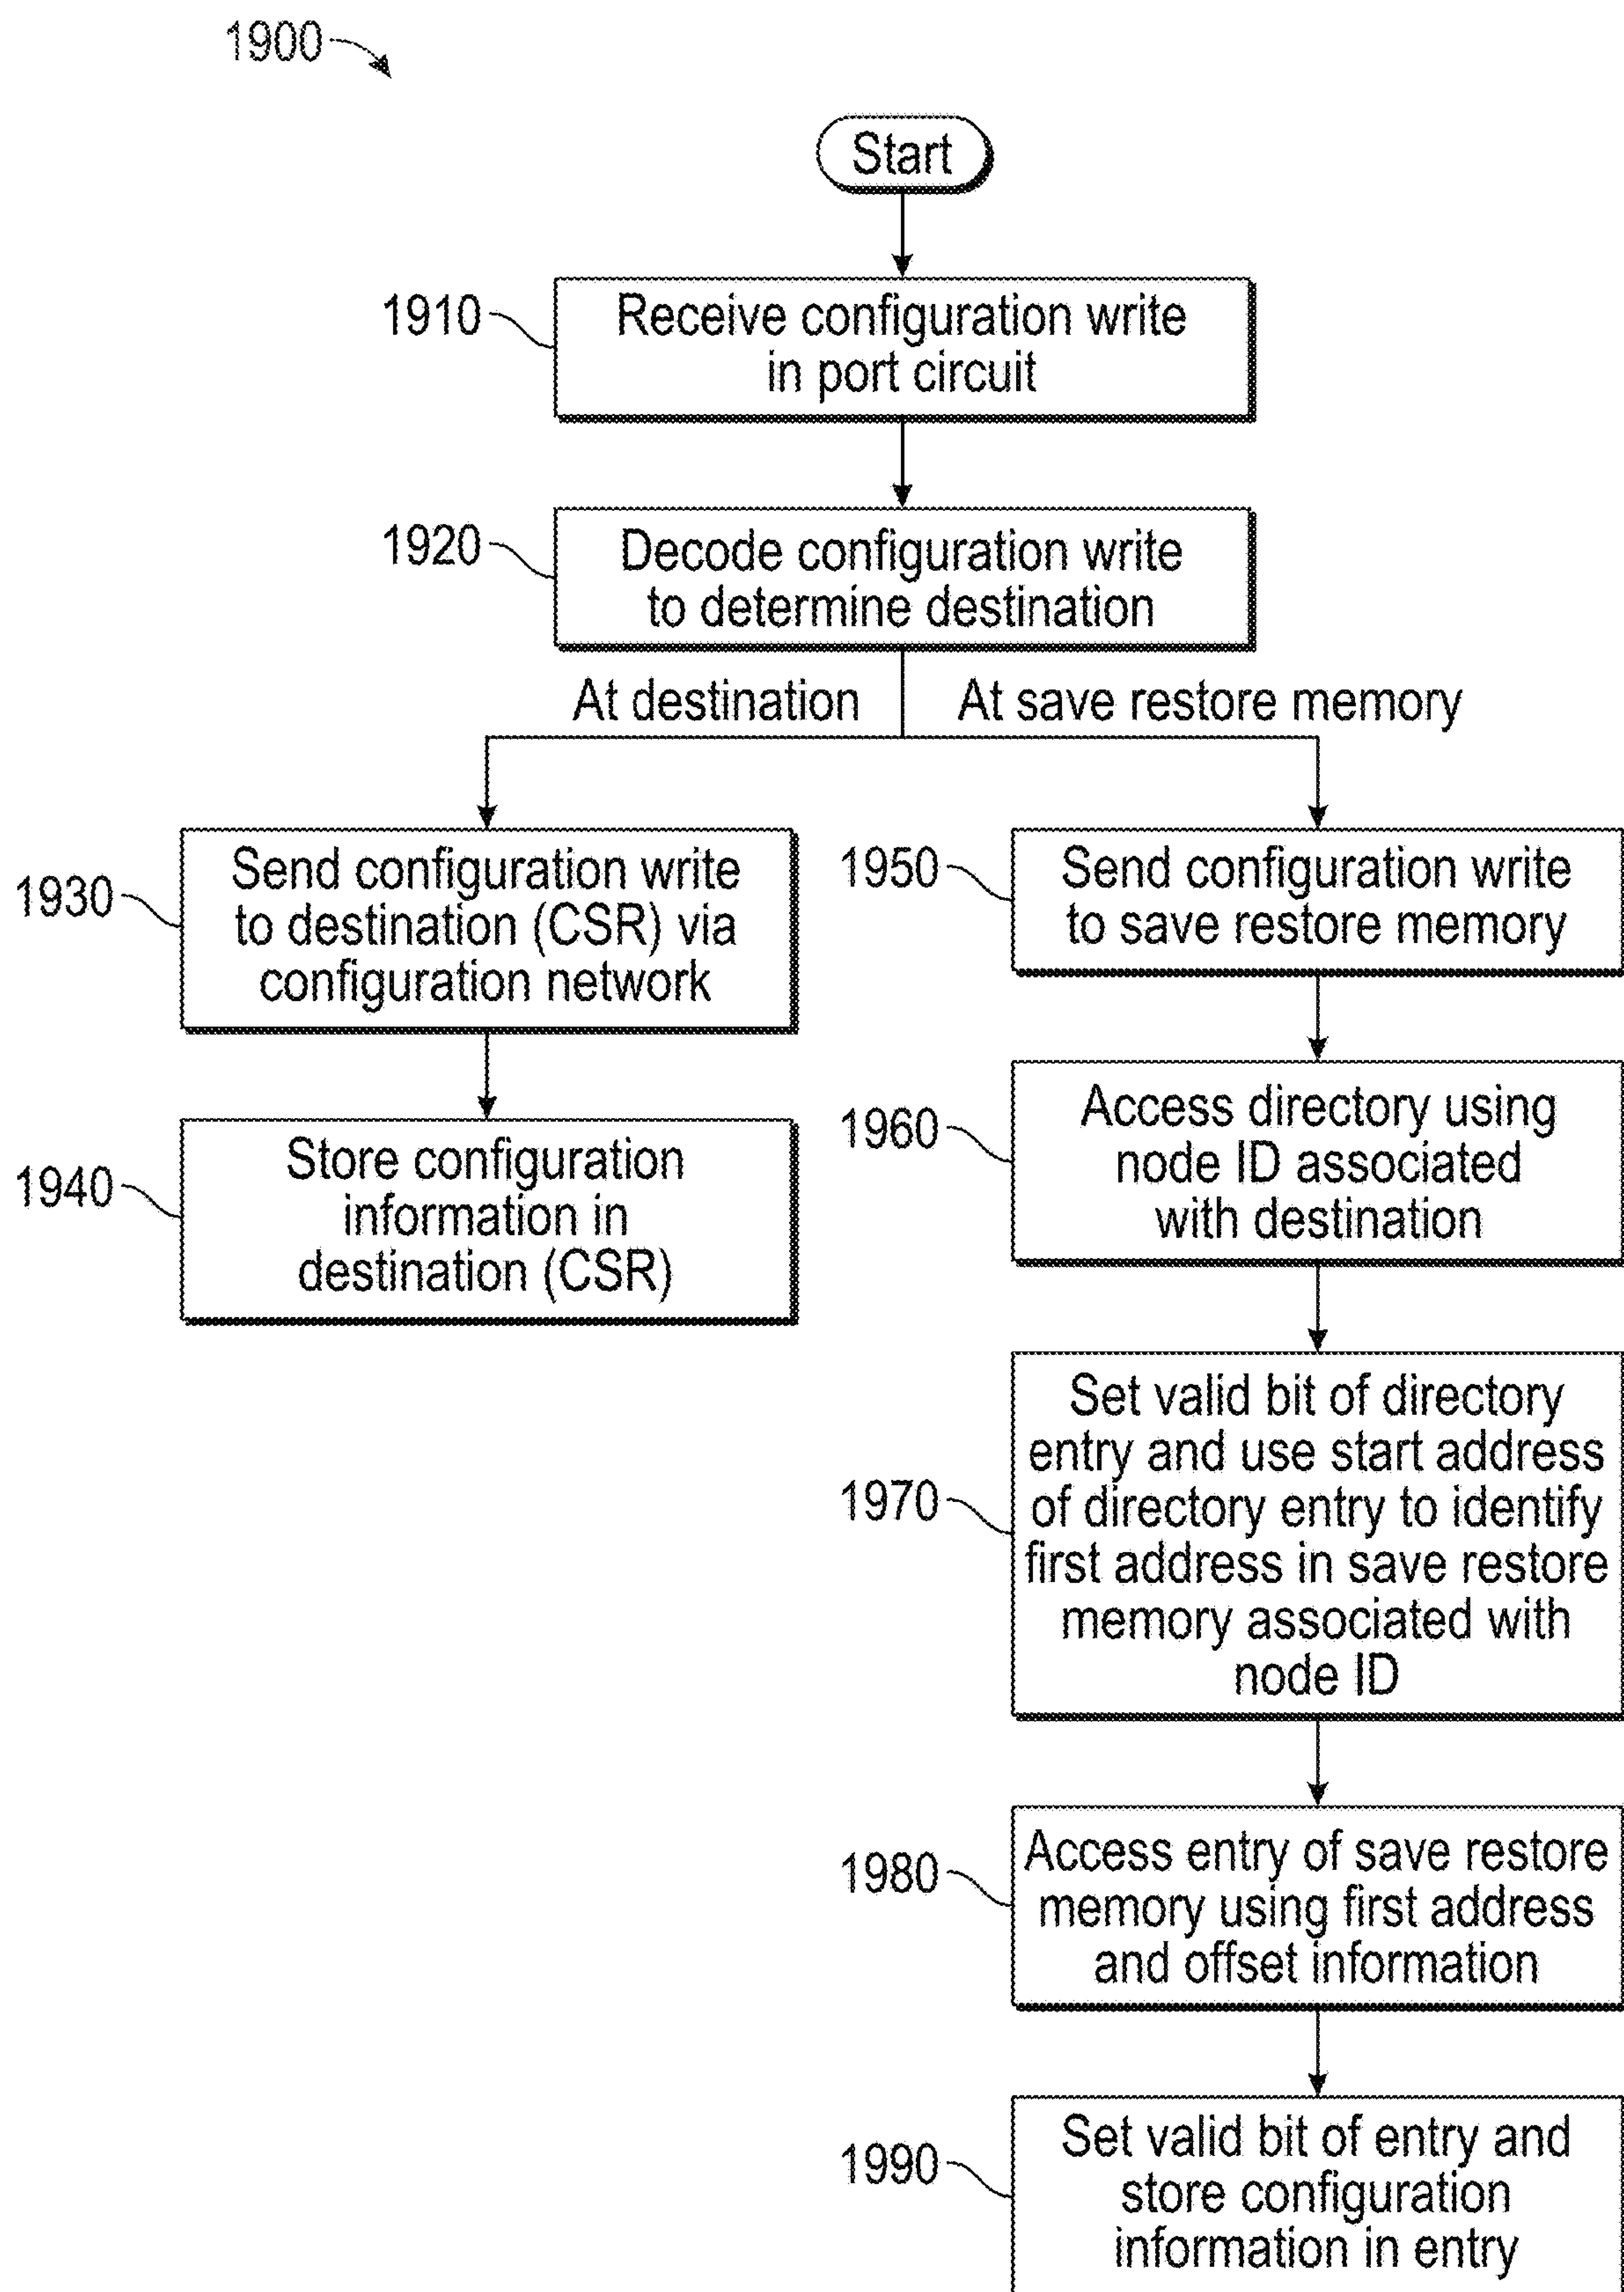 1900
Start
1910
Receive configuration write
in port circuit
1920
Decode configuration write
to determine destination
At destination
At save restore memory
1930
Send configuration write
to destination (CSR) via
configuration network
1940
Store configuration
information in
destination (CSR)
1950
Send configuration write
to save restore memory
1960
Access directory using
node ID associated
with destination
1970
Set valid bit of directory
entry and use start address
of directory entry to identify
first address in save restore
memory associated with
node ID
1980
Access entry of save restore
memory using first address
and offset information
1990
Set valid bit of entry and
store configuration
information in entry